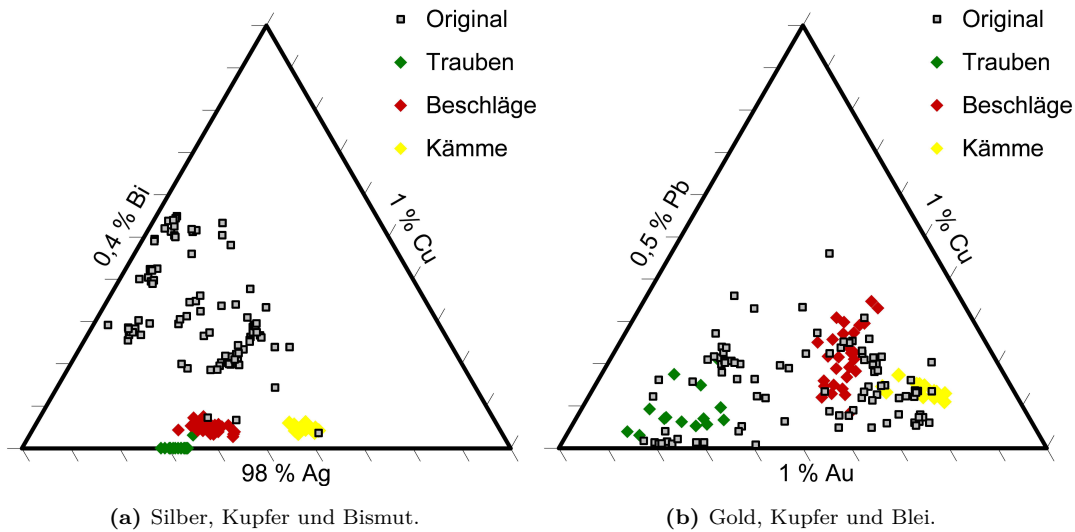 Original
Trauben
Beschläge
Kämme
0,4 % Bi
1 % Cu
98 % Ag
(a) Silber, Kupfer und Bismut.
Original
Trauben
Beschläge
Kämme
0,5 % Pb
1 % Cu
1 % Au
(b) Gold, Kupfer und Blei.